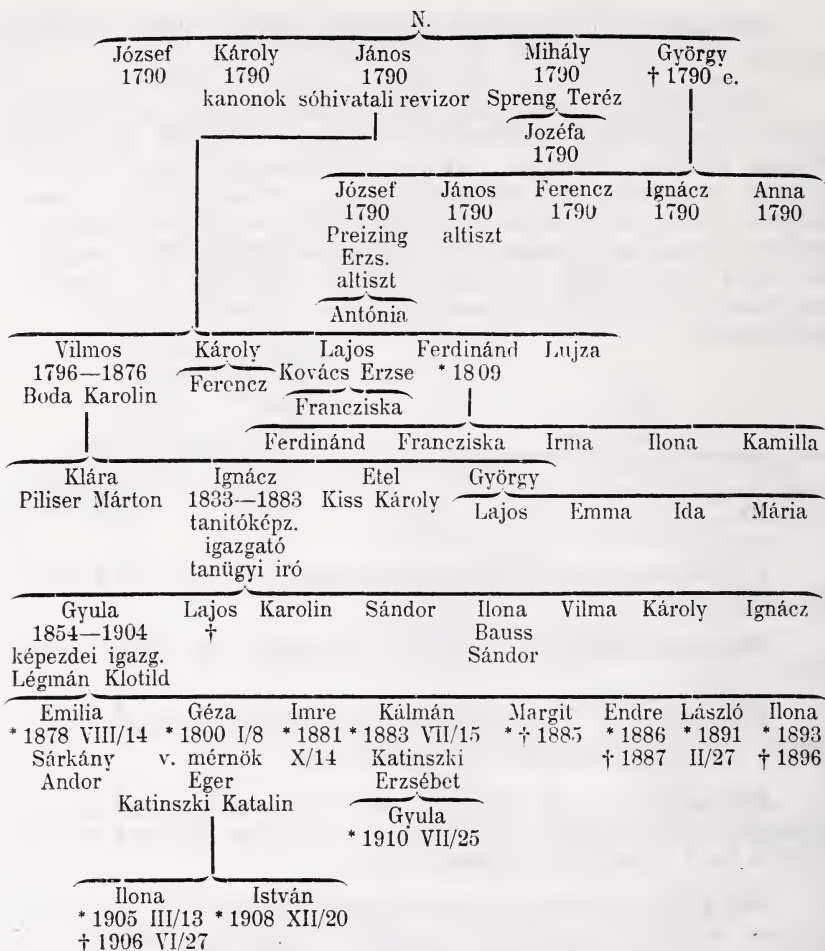 N.
József Károly János Mihály György
1790 1790 1790 1790 † 1790 e.
kanonok sóhivatali revizor Spreng Teréz
Jozéfa
1790
József János Ferencz Ignácz Anna
1790 1790 1790 1790 1790
Preizing altiszt
Erzs.
altiszt
Antónia
Vilmos Károly Lajos Ferdinánd Lujza
1796—1876 Ferencz Kovács Erzse * 1809
Boda Karolin Francziska
Ferdinánd Francziska Irma Ilona Kamilla
Klára Ignácz Etel György
Piliser Márton 1833—1883 Kiss Károly Lajos Emma Ida Mária
tanitóképz.
igazgató
tanügyi iró
Gyula Lajos Karolin Sándor Ilona Vilma Károly Ignácz
1854—1904 † Bauss
képezdei igazg. Sándor
Légmán Klotild
Emilia Géza Imre Kálmán Margit Endre László Ilona
* 1878 VIII/14 * 1800 I/8 * 1881 * 1883 VII/15 * † 1885 * 1886 * 1891 * 1893
Sárkány v. mérnök X/14 Katinszki † 1887 II/27 † 1896
Andor Eger Erzsébet
Katinszki Katalin Gyula
* 1910 VII/25
Ilona István
* 1905 III/13 * 1908 XII/20
† 1906 VI/27